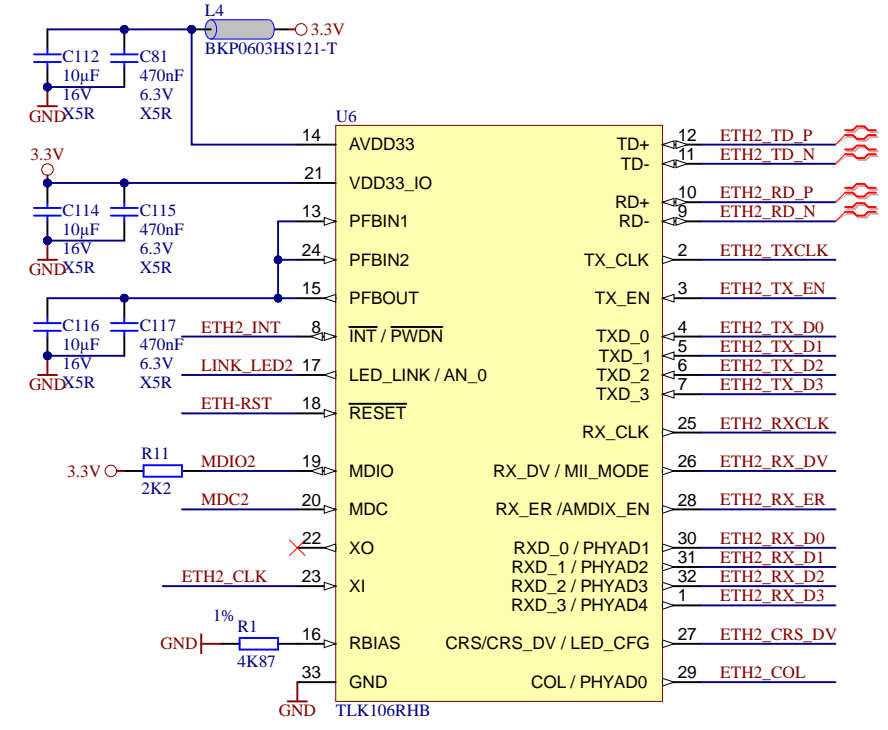 L4
3.3V
BKP0603HS121-T
C112
10µF
16V
X5R
GND
C81
470nF
6.3V
X5R
3.3V
C114
10µF
16V
X5R
GND
C115
470nF
6.3V
X5R
C116
10µF
16V
X5R
GND
C117
470nF
6.3V
X5R
U6
14 AVDD33
21 VDD33_IO
13 PFBIN1
24 PFBIN2
15 PFBOUT
ETH2_INT 8 INT / PWDN
LINK_LED2 17 LED_LINK / AN_0
ETH-RST 18 RESET
3.3V R11 2K2 MDIO2 19 MDIO
MDC2 20 MDC
22 XO
ETH2_CLK 23 XI
GND 1% R1 4K87 16 RBIAS
33 GND
GND
TD+ 12 ETH2_TD_P
TD- 11 ETH2_TD_N
RD+ 10 ETH2_RD_P
RD- 9 ETH2_RD_N
TX_CLK 2 ETH2_TXCLK
TX_EN 3 ETH2_TX_EN
TXD_0 4 ETH2_TX_D0
TXD_1 5 ETH2_TX_D1
TXD_2 6 ETH2_TX_D2
TXD_3 7 ETH2_TX_D3
RX_CLK 25 ETH2_RXCLK
RX_DV / MII_MODE 26 ETH2_RX_DV
RX_ER /AMDIX_EN 28 ETH2_RX_ER
RXD_0 / PHYAD1 30 ETH2_RX_D0
RXD_1 / PHYAD2 31 ETH2_RX_D1
RXD_2 / PHYAD3 32 ETH2_RX_D2
RXD_3 / PHYAD4 1 ETH2_RX_D3
CRS/CRS_DV / LED_CFG 27 ETH2_CRS_DV
COL / PHYAD0 29 ETH2_COL
TLK106RHB